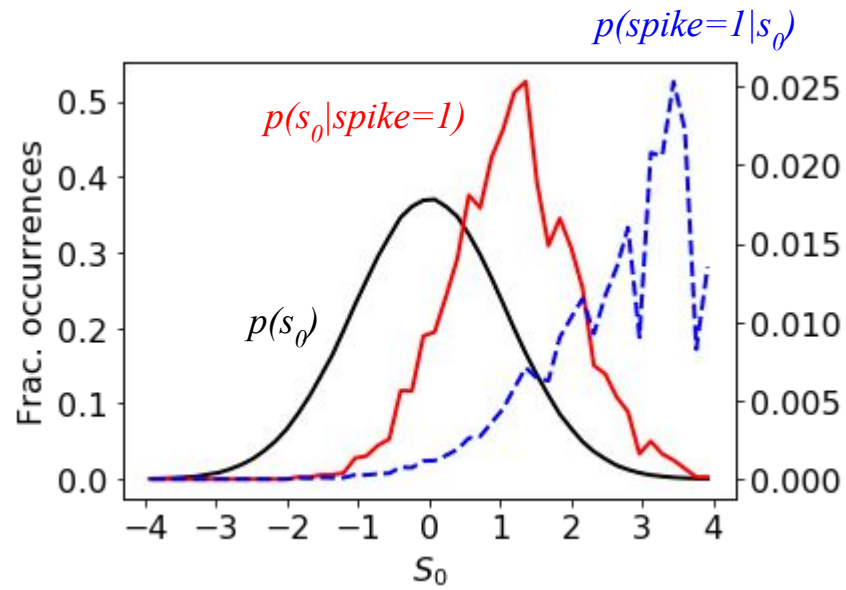 p(spike=1|s₀)
p(s₀|spike=1)
p(s₀)
Frac. occurrences
0.5
0.4
0.3
0.2
0.1
0.0
0.025
0.020
0.015
0.010
0.005
0.000
−4 −3 −2 −1 0 1 2 3 4
S₀